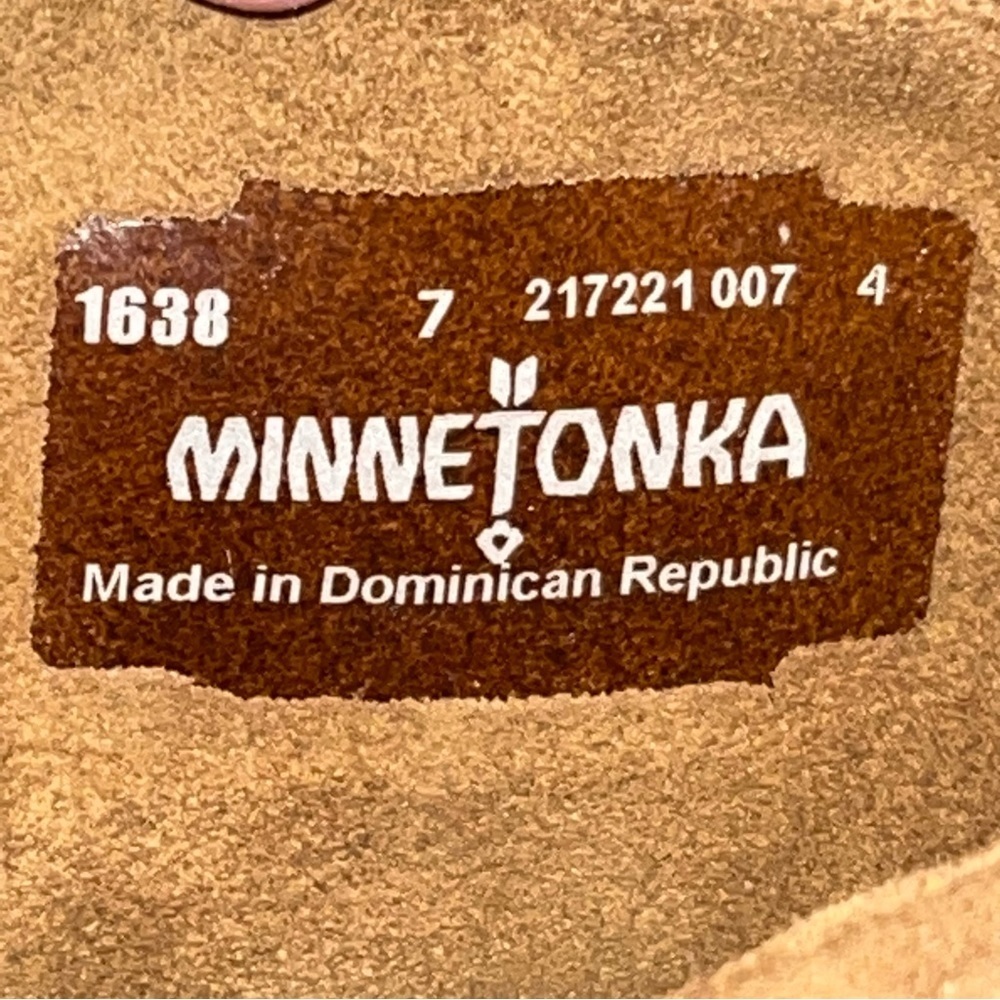 1638 7 217221 007 4
MINNETONKA
Made in Dominican Republic